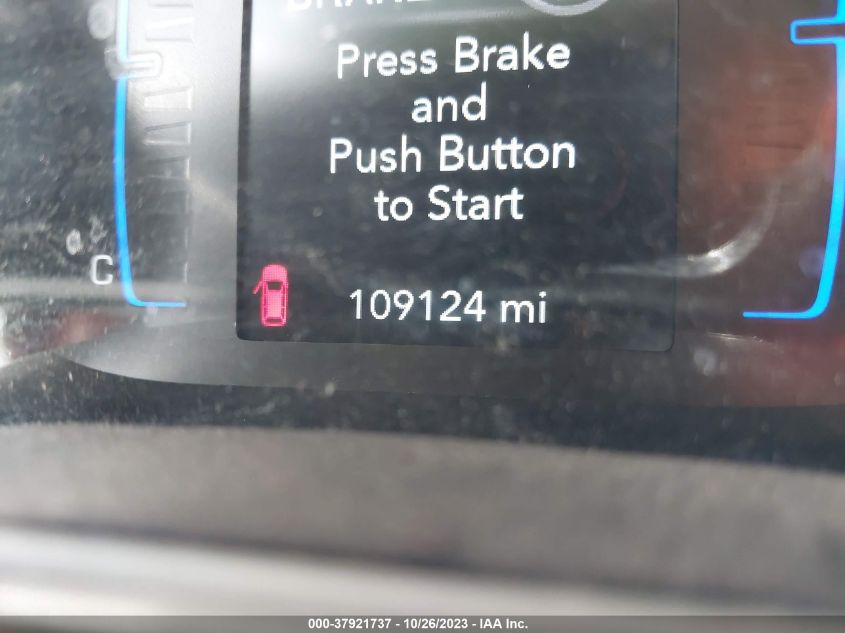 Press Brake
and
Push Button
to Start
C
109124 mi
000-37921737 - 10/26/2023 - IAA Inc.